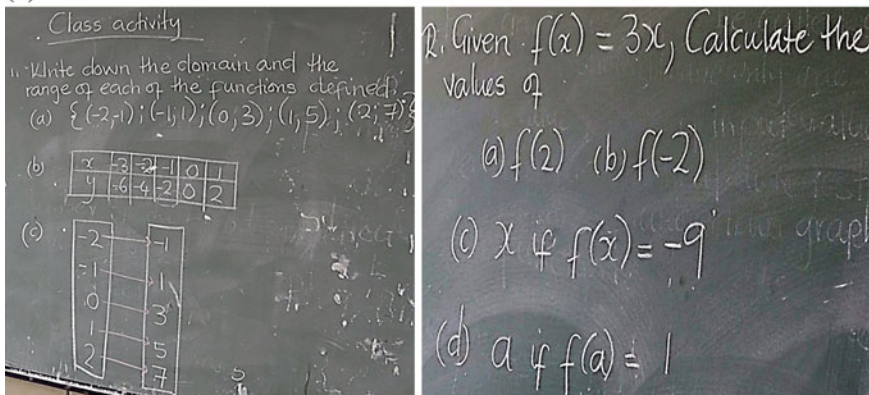 Class activity
1. Write down the domain and the
range of each of the functions defined.
(a) {(-2,-1);(-1;1);(0,3);(1,5);(2;7)}
(b) x -3 -2 -1 0 1
y -6 -4 -2 0 2
(c)
-2 -1
-1 1
0 3
1 5
2 7
2. Given f(x) = 3x, Calculate the
values of
(a) f(2) (b) f(-2)
(c) x if f(x) = -9
(d) a if f(a) = 1